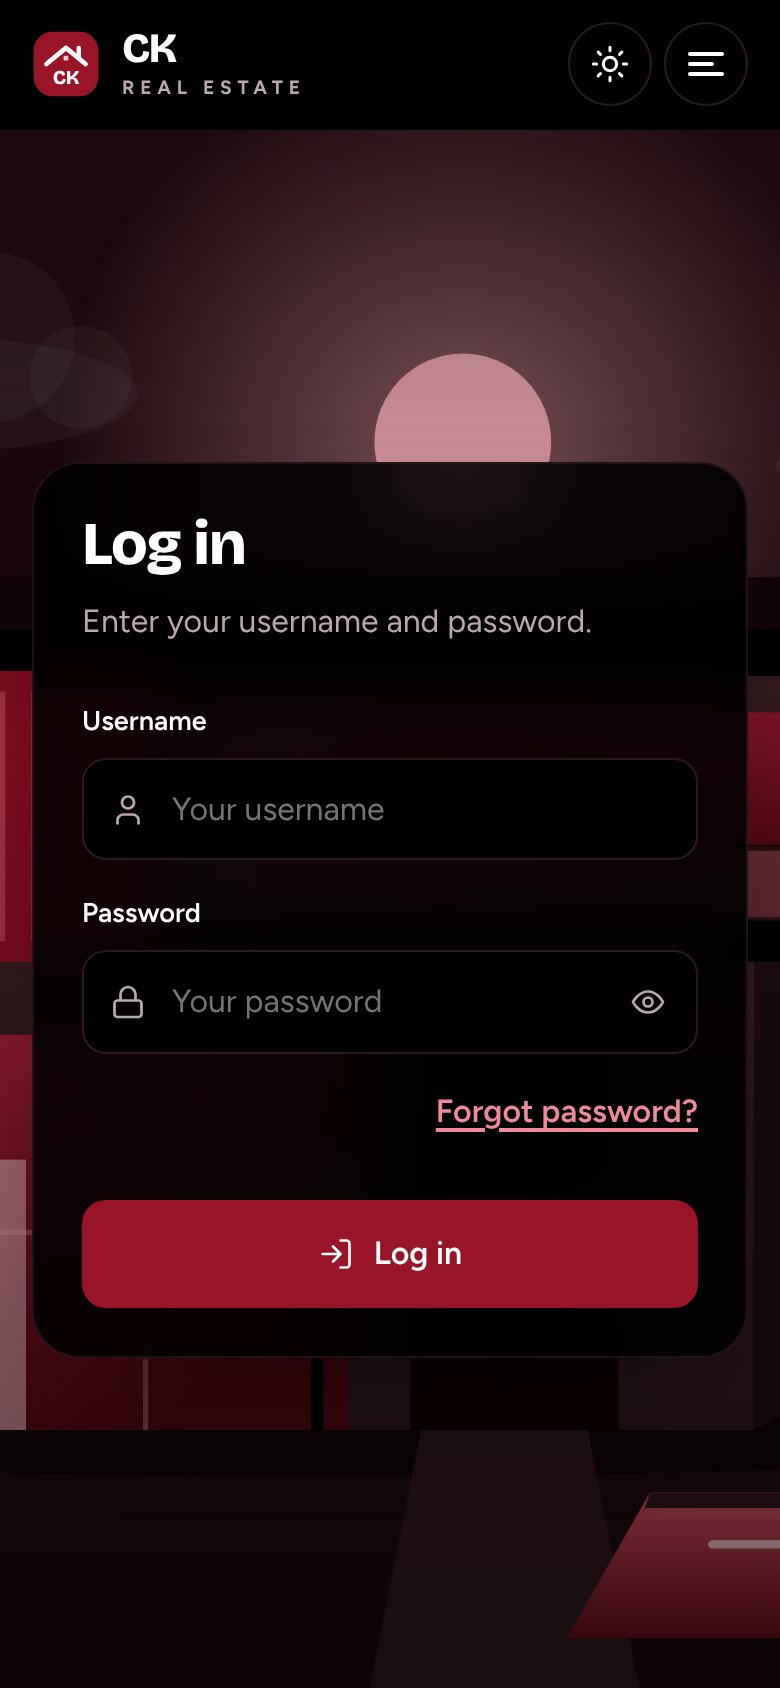 CK
CK
REAL ESTATE
Log in
Enter your username and password.
Username
Your username
Password
Your password
Forgot password?
Log in